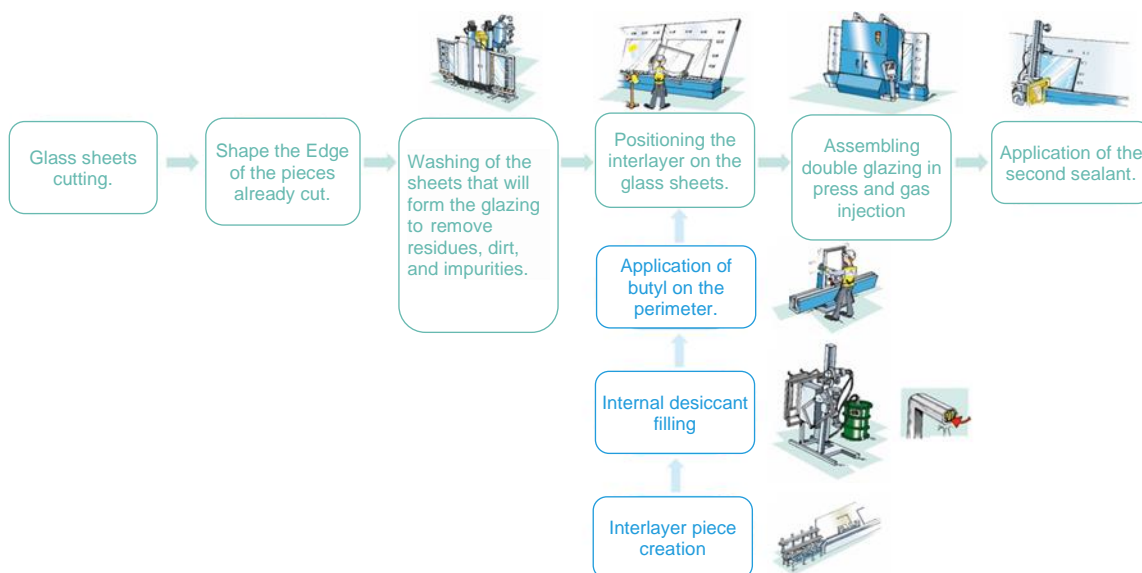 Glass sheets
cutting.
Shape the Edge
of the pieces
already cut.
Washing of the
sheets that will
form the glazing
to remove
residues, dirt,
and impurities.
Positioning the
interlayer on the
glass sheets.
Assembling
double glazing in
press and gas
injection
Application of the
second sealant.
Application of
butyl on the
perimeter.
Internal desiccant
filling
Interlayer piece
creation